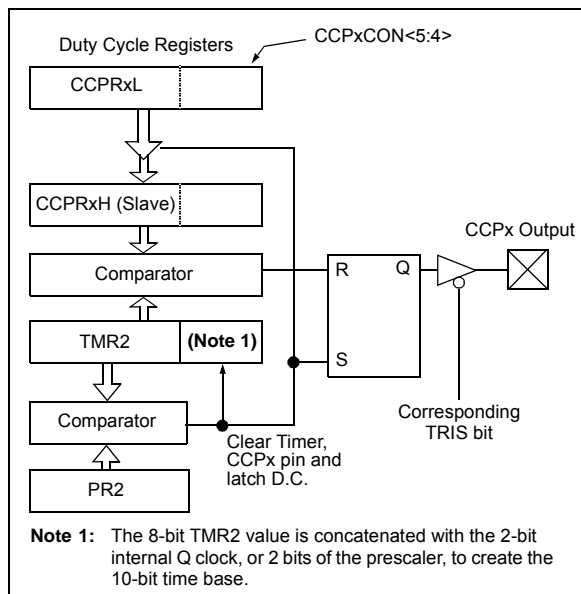 Duty Cycle Registers
CCPxCON<5:4>
CCPRxL
CCPRxH (Slave)
CCPx Output
Comparator
R
Q
TMR2
(Note 1)
S
Comparator
Clear Timer,
CCPx pin and
latch D.C.
Corresponding
TRIS bit
PR2
Note 1: The 8-bit TMR2 value is concatenated with the 2-bit
internal Q clock, or 2 bits of the prescaler, to create the
10-bit time base.